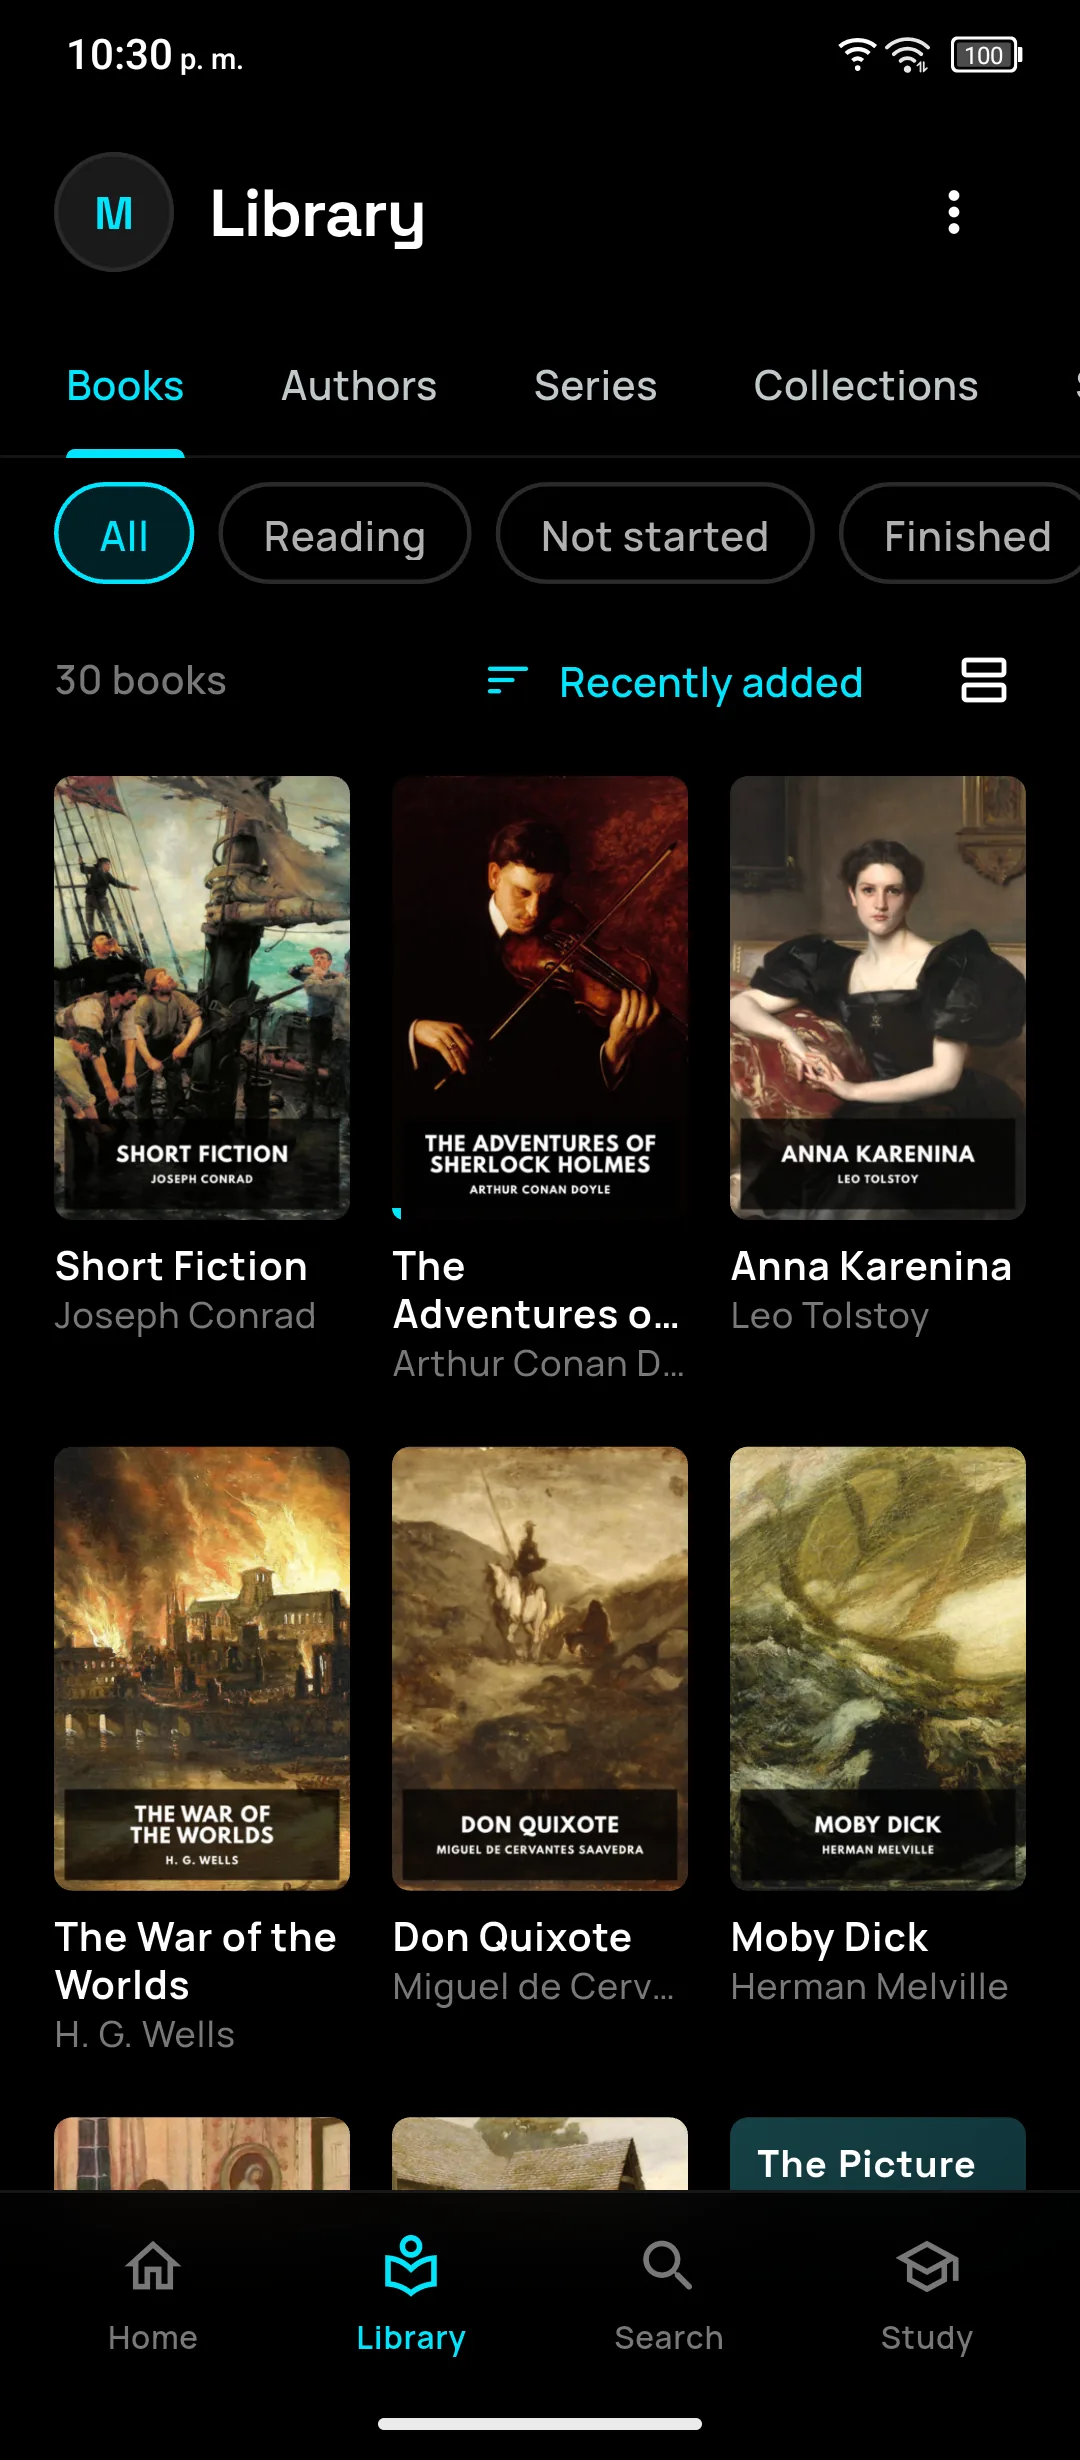 10:30 p. m.
100
M
Library
Books Authors Series Collections
All Reading Not started Finished
30 books
Recently added
SHORT FICTION
JOSEPH CONRAD
Short Fiction
Joseph Conrad
THE ADVENTURES OF
SHERLOCK HOLMES
ARTHUR CONAN DOYLE
The
Adventures o...
Arthur Conan D...
ANNA KARENINA
LEO TOLSTOY
Anna Karenina
Leo Tolstoy
THE WAR OF
THE WORLDS
H. G. WELLS
The War of the
Worlds
H. G. Wells
DON QUIXOTE
MIGUEL DE CERVANTES SAAVEDRA
Don Quixote
Miguel de Cerv...
MOBY DICK
HERMAN MELVILLE
Moby Dick
Herman Melville
The Picture
Home Library Search Study